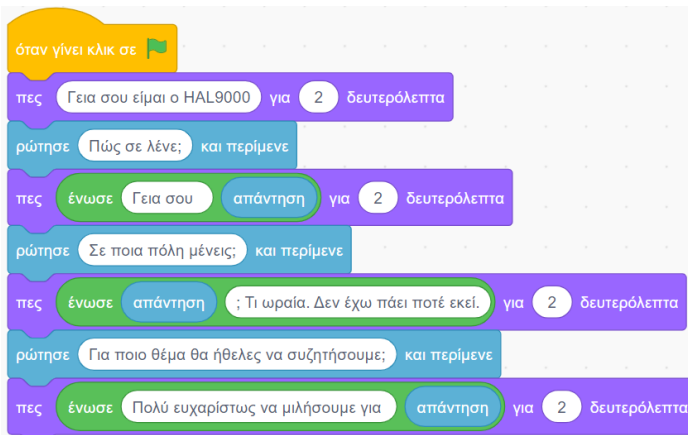 όταν γίνει κλικ σε
πες Γεια σου είμαι ο HAL9000 για 2 δευτερόλεπτα
ρώτησε Πώς σε λένε; και περίμενε
πες ένωσε Γεια σου απάντηση για 2 δευτερόλεπτα
ρώτησε Σε ποια πόλη μένεις; και περίμενε
πες ένωσε απάντηση ; Τι ωραία. Δεν έχω πάει ποτέ εκεί. για 2 δευτερόλεπτα
ρώτησε Για ποιο θέμα θα ήθελες να συζητήσουμε; και περίμενε
πες ένωσε Πολύ ευχαρίστως να μιλήσουμε για απάντηση για 2 δευτερόλεπτα